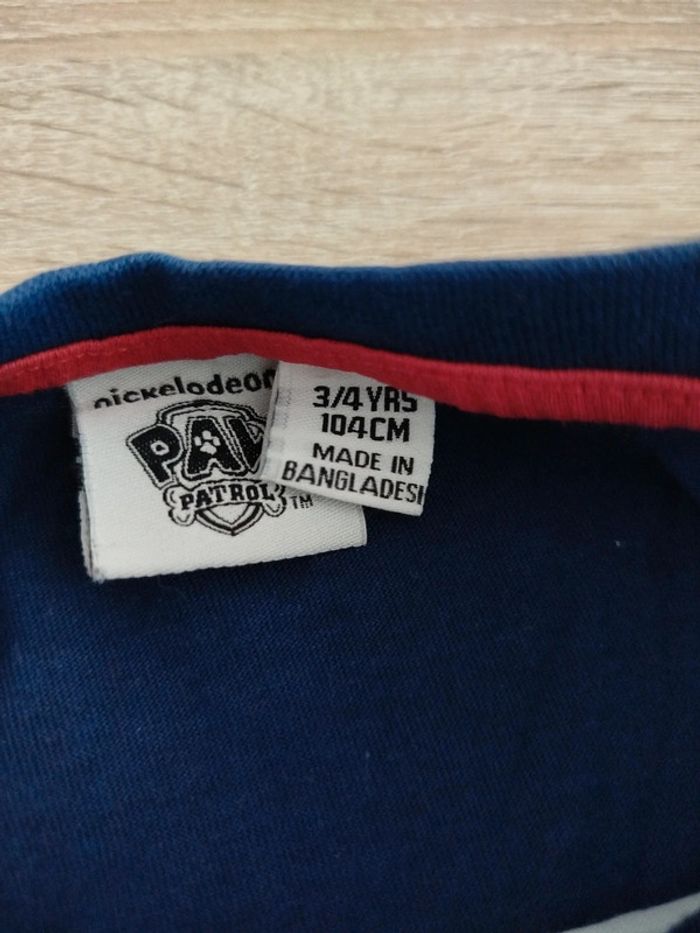 nickelodeon
PAW
PATROL
TM
3/4 YRS
104CM
MADE IN
BANGLADESH